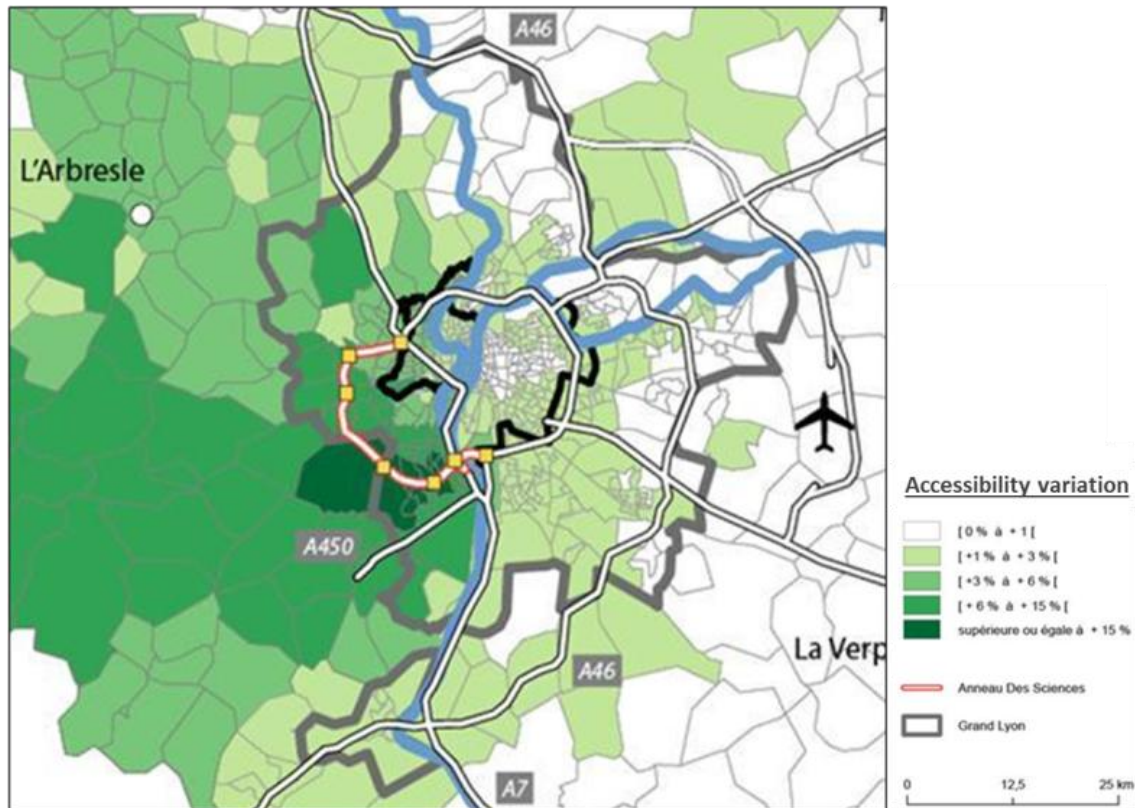 A46
L'Arbresle
A450
A46
La Verp
A7
Accessibility variation
[ 0 % à + 1 [
[ +1 % à + 3 % [
[ +3 % à + 6 % [
[ + 6 % à + 15 % [
supérieure ou égale à + 15 %
Anneau Des Sciences
Grand Lyon
0 12,5 25 km